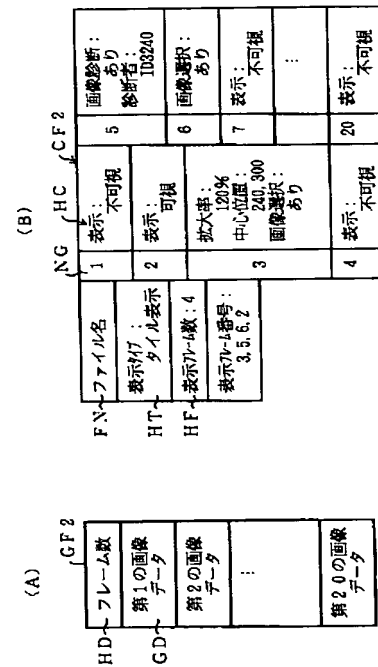 (A)
GF2
HD
フレーム数
GD
第1の画像
データ
第2の画像
データ
⋮
第20の画像
データ
(B)
NG
HC
CF2
FN
ファイル名
HT
表示タイプ:
タイル表示
HF
表示フレーム数:4
表示フレーム番号:
3,5,6,2
1
表示:
不可視
2
表示:
可視
3
拡大率:
120%
中心位置:
240,300
画像選択:
あり
4
表示:
不可視
5
画像診断:
あり
診断者:
ID3240
6
画像選択:
あり
7
表示:
不可視
⋮
20
表示:
不可視